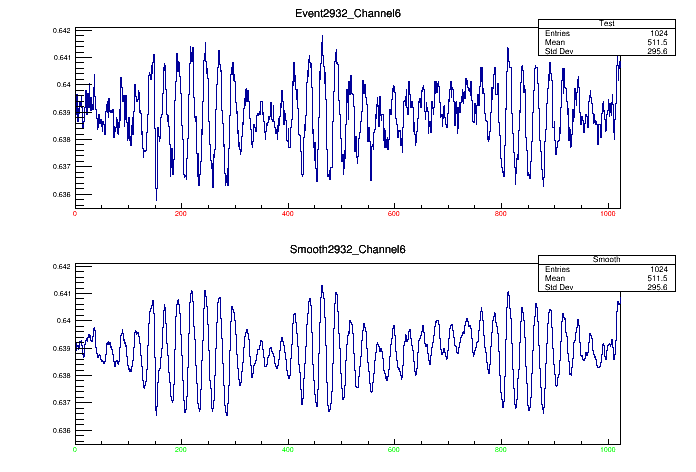 Event2932_Channel6
Test
Entries 1024
Mean 511.5
Std Dev 295.6
0.642
0.641
0.64
0.639
0.638
0.637
0.636
0 200 400 600 800 1000
Smooth2932_Channel6
Smooth
Entries 1024
Mean 511.5
Std Dev 295.6
0.642
0.641
0.64
0.639
0.638
0.637
0.636
0 200 400 600 800 1000